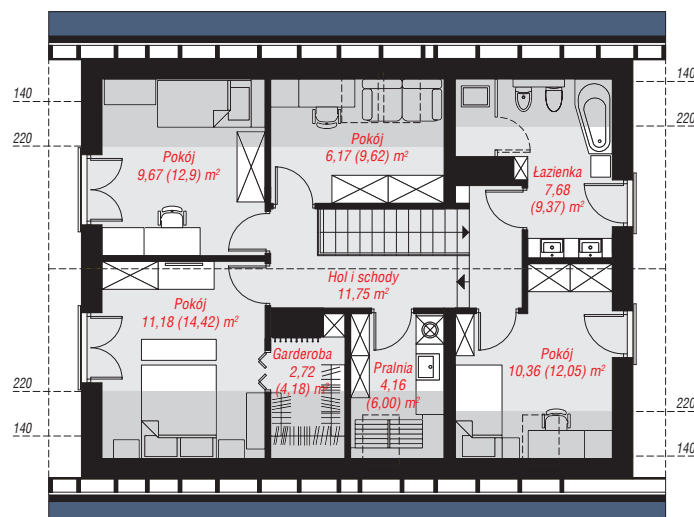 140
220
140
220
Pokój
9,67 (12,9) m²
Pokój
6,17 (9,62) m²
Łazienka
7,68
(9,37) m²
Hol i schody
11,75 m²
Pokój
11,18 (14,42) m²
Garderoba
2,72
(4,18) m²
Pralnia
4,16
(6,00) m²
Pokój
10,36 (12,05) m²
220
140
220
140